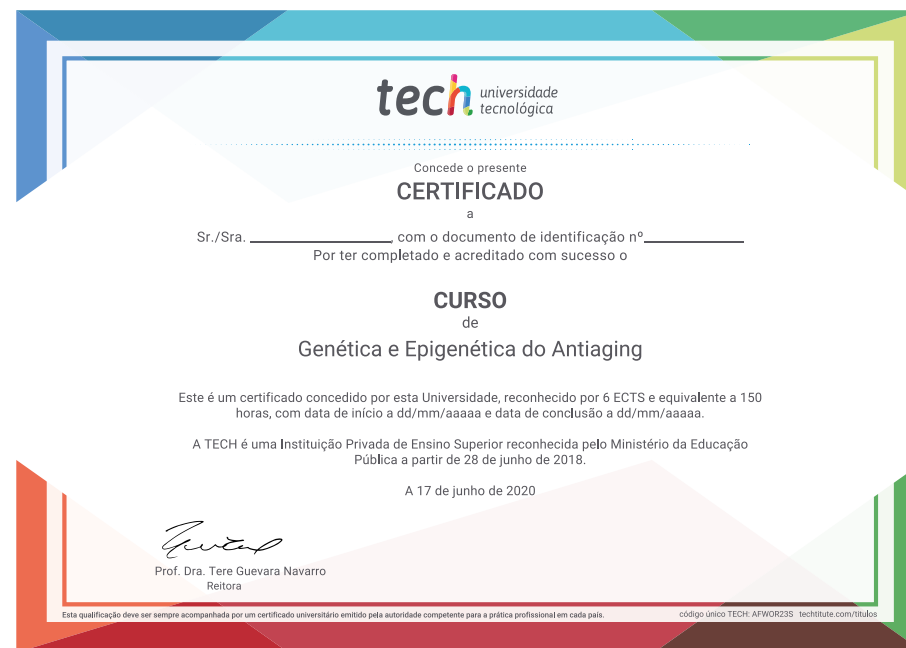 tech universidade
tecnológica
Concede o presente
CERTIFICADO
a
Sr./Sra. ____________________, com o documento de identificação nº______________
Por ter completado e acreditado com sucesso o
CURSO
de
Genética e Epigenética do Antiaging
Este é um certificado concedido por esta Universidade, reconhecido por 6 ECTS e equivalente a 150
horas, com data de início a dd/mm/aaaaa e data de conclusão a dd/mm/aaaaa.
A TECH é uma Instituição Privada de Ensino Superior reconhecida pelo Ministério da Educação
Pública a partir de 28 de junho de 2018.
A 17 de junho de 2020
Prof. Dra. Tere Guevara Navarro
Reitora
Esta qualificação deve ser sempre acompanhada por um certificado universitário emitido pela autoridade competente para a prática profissional em cada país.
código único TECH: AFWOR23S techtitute.com/titulos